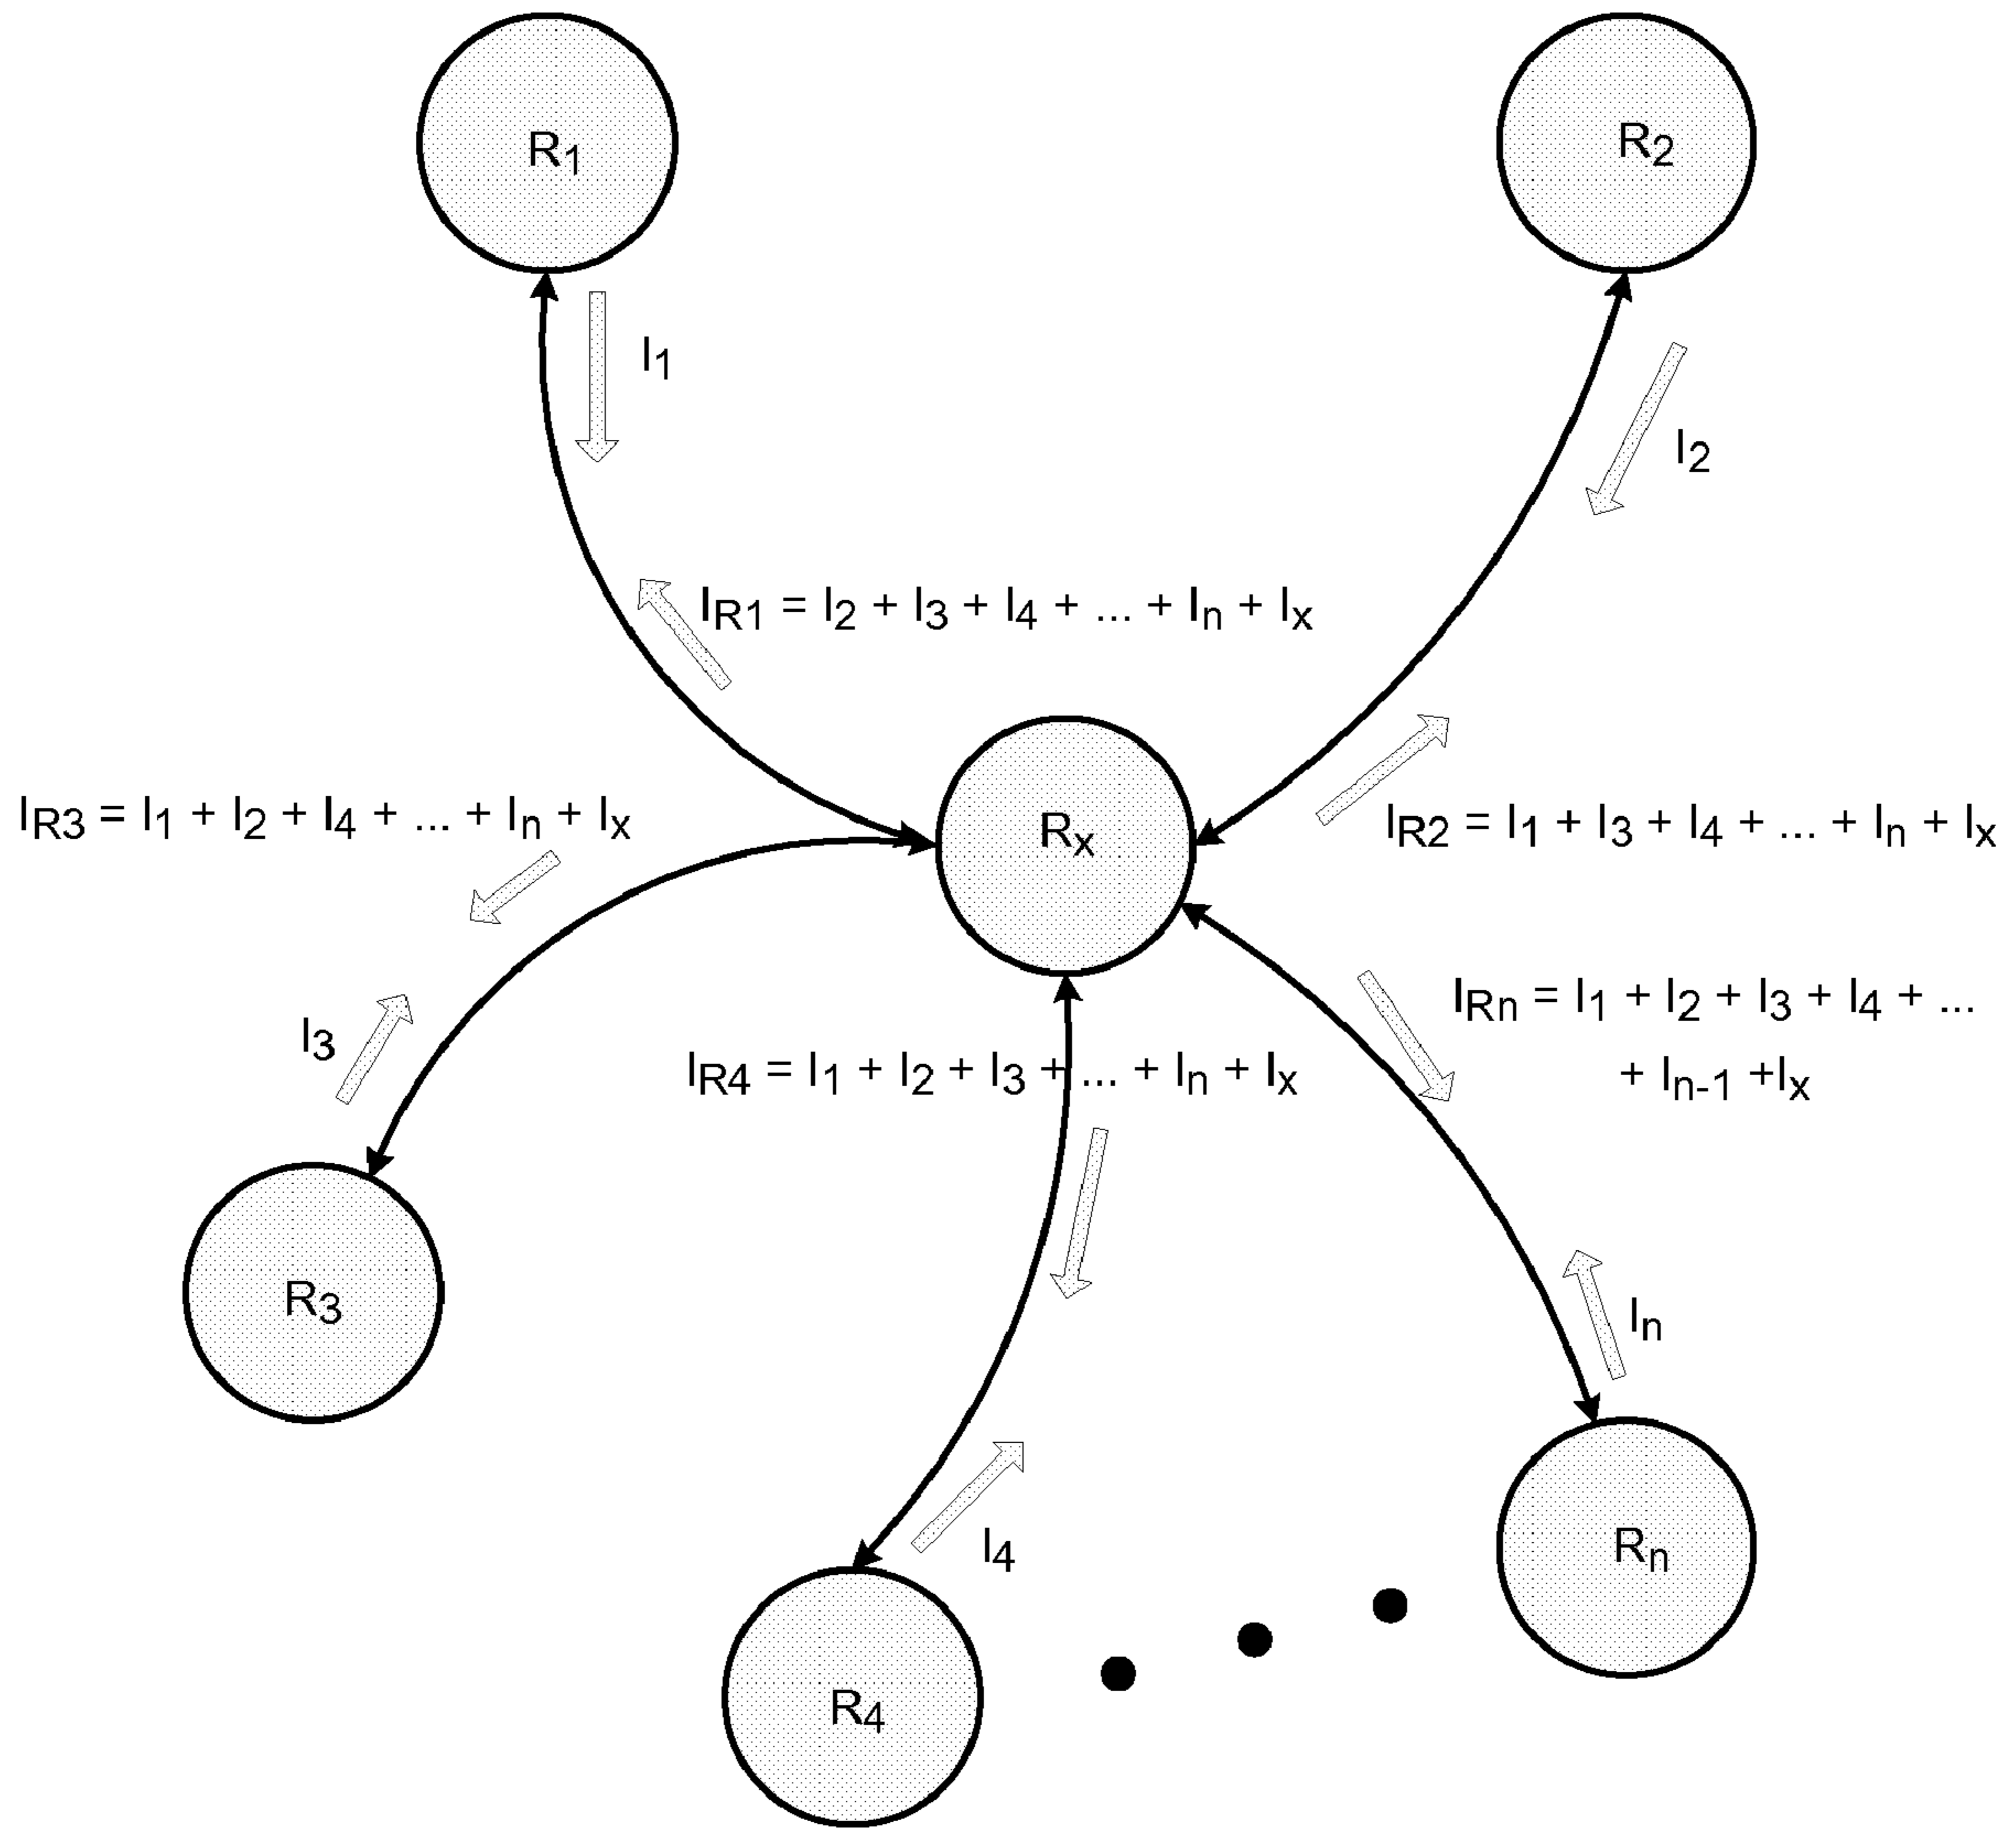 R1
R2
I1
I2
IR1 = I2 + I3 + I4 + ... + In + Ix
IR3 = I1 + I2 + I4 + ... + In + Ix
Rx
IR2 = I1 + I3 + I4 + ... + In + Ix
IRn = I1 + I2 + I3 + I4 + ...
+ In-1 +Ix
I3
IR4 = I1 + I2 + I3 + ... + In + Ix
R3
In
I4
Rn
R4